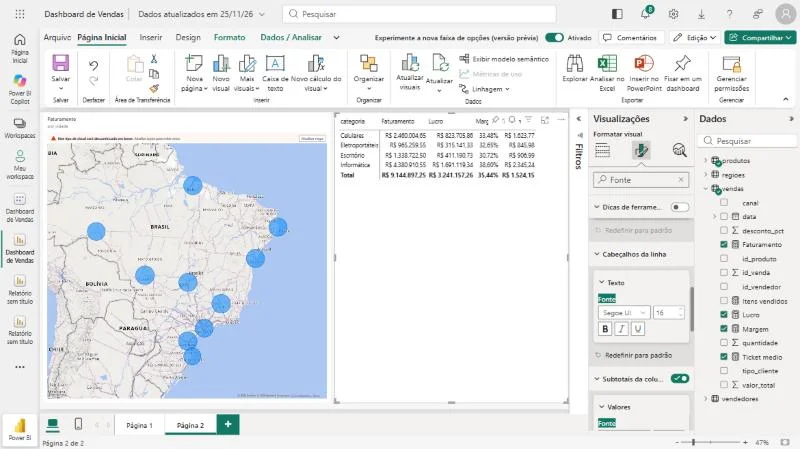 Dashboard de Vendas
Dados atualizados em 25/11/26
Pesquisar
8
?
Arquivo
Página Inicial
Inserir
Design
Formato
Dados / Analisar
Experimente a nova faixa de opções (versão prévia)
Ativado
Comentários
Edição
Compartilhar
Salvar
Desfazer
Colar
Nova página
Novo visual
Mais visuais
Caixa de texto
Novo cálculo do visual
Organizar
Atualizar visuais
Atualizar
Exibir modelo semântico
Métricas de uso
Linhagem
Explorar
Analisar no Excel
Inserir no PowerPoint
Fixar em um dashboard
Gerenciar permissões
Salvar
Desfazer
Área de Transferência
Inserir
Organizar
Dados
Exportar
Gerenciar
Página Inicial
Power BI Copilot
Workspaces
Meu workspace
Dashboard de Vendas
Dashboard de Vendas
Relatório sem título
Relatório sem título
Power BI
Faturamento
SURINAME
BRASIL
BOLÍVIA
PARAGUAI
CHILE
categoria Faturamento Lucro
Celulares R$ 2.460.004,65 R$ 823.705,86 33,48% R$ 1.623,77
Eletroportáteis R$ 965.259,55 R$ 315.141,33 32,65% R$ 845,98
Escritório R$ 1.338.722,50 R$ 411.190,73 30,72% R$ 906,99
Informática R$ 4.380.910,55 R$ 1.691.119,34 38,60% R$ 2.345,24
Total R$ 9.144.897,25 R$ 3.241.157,26 35,44% R$ 1.524,15
Filtros
Visualizações
Formatar visual
Fonte
Dicas de ferrame...
Redefinir para padrão
Cabeçalhos da linha
Texto
Fonte
Segoe UI
16
B I U
Redefinir para padrão
Subtotais da colu...
Valores
Fonte
Dados
Pesquisar
produtos
regioes
vendas
canal
data
desconto_pct
Faturamento
id_produto
id_venda
id_vendedor
Itens vendidos
Lucro
Margem
quantidade
Ticket medio
tipo_cliente
valor_total
vendedores
Página 1
Página 2
Página 2 de 2
47%